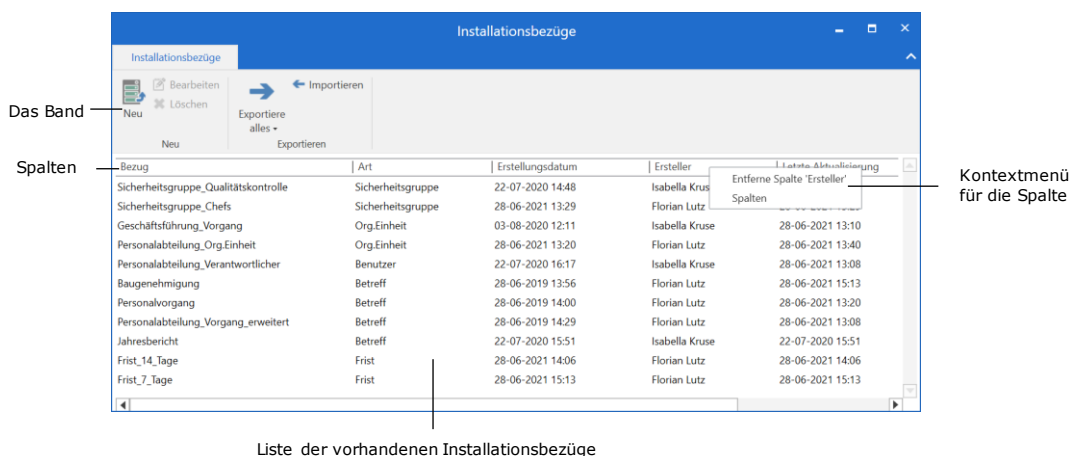 Installationsbezüge
Installationsbezüge
Neu
Bearbeiten
Löschen
Exportiere
alles
Importieren
Neu
Exportieren
Das Band
Spalten
Bezug Art Erstellungsdatum Ersteller Letzte Aktualisierung
Sicherheitsgruppe_Qualitätskontrolle Sicherheitsgruppe 22-07-2020 14:48 Isabella
Sicherheitsgruppe_Chefs Sicherheitsgruppe 28-06-2021 13:29 Florian Lutz
Geschäftsführung_Vorgang Org.Einheit 03-08-2020 12:11 Isabella Kruse 28-06-2021 13:10
Personalabteilung_Org.Einheit Org.Einheit 28-06-2021 13:20 Florian Lutz 28-06-2021 13:40
Personalabteilung_Verantwortlicher Benutzer 22-07-2020 16:17 Isabella Kruse 28-06-2021 13:08
Baugenehmigung Betreff 28-06-2019 13:56 Florian Lutz 28-06-2021 15:13
Personalvorgang Betreff 28-06-2019 14:00 Florian Lutz 28-06-2021 13:20
Personalabteilung_Vorgang_erweitert Betreff 28-06-2019 14:29 Florian Lutz 28-06-2021 13:08
Jahresbericht Betreff 22-07-2020 15:51 Isabella Kruse 22-07-2020 15:51
Frist_14_Tage Frist 28-06-2021 14:06 Florian Lutz 28-06-2021 14:06
Frist_7_Tage Frist 28-06-2021 15:13 Florian Lutz 28-06-2021 15:13
Entferne Spalte 'Ersteller'
Spalten
Kontextmenü
für die Spalte
Liste der vorhandenen Installationsbezüge